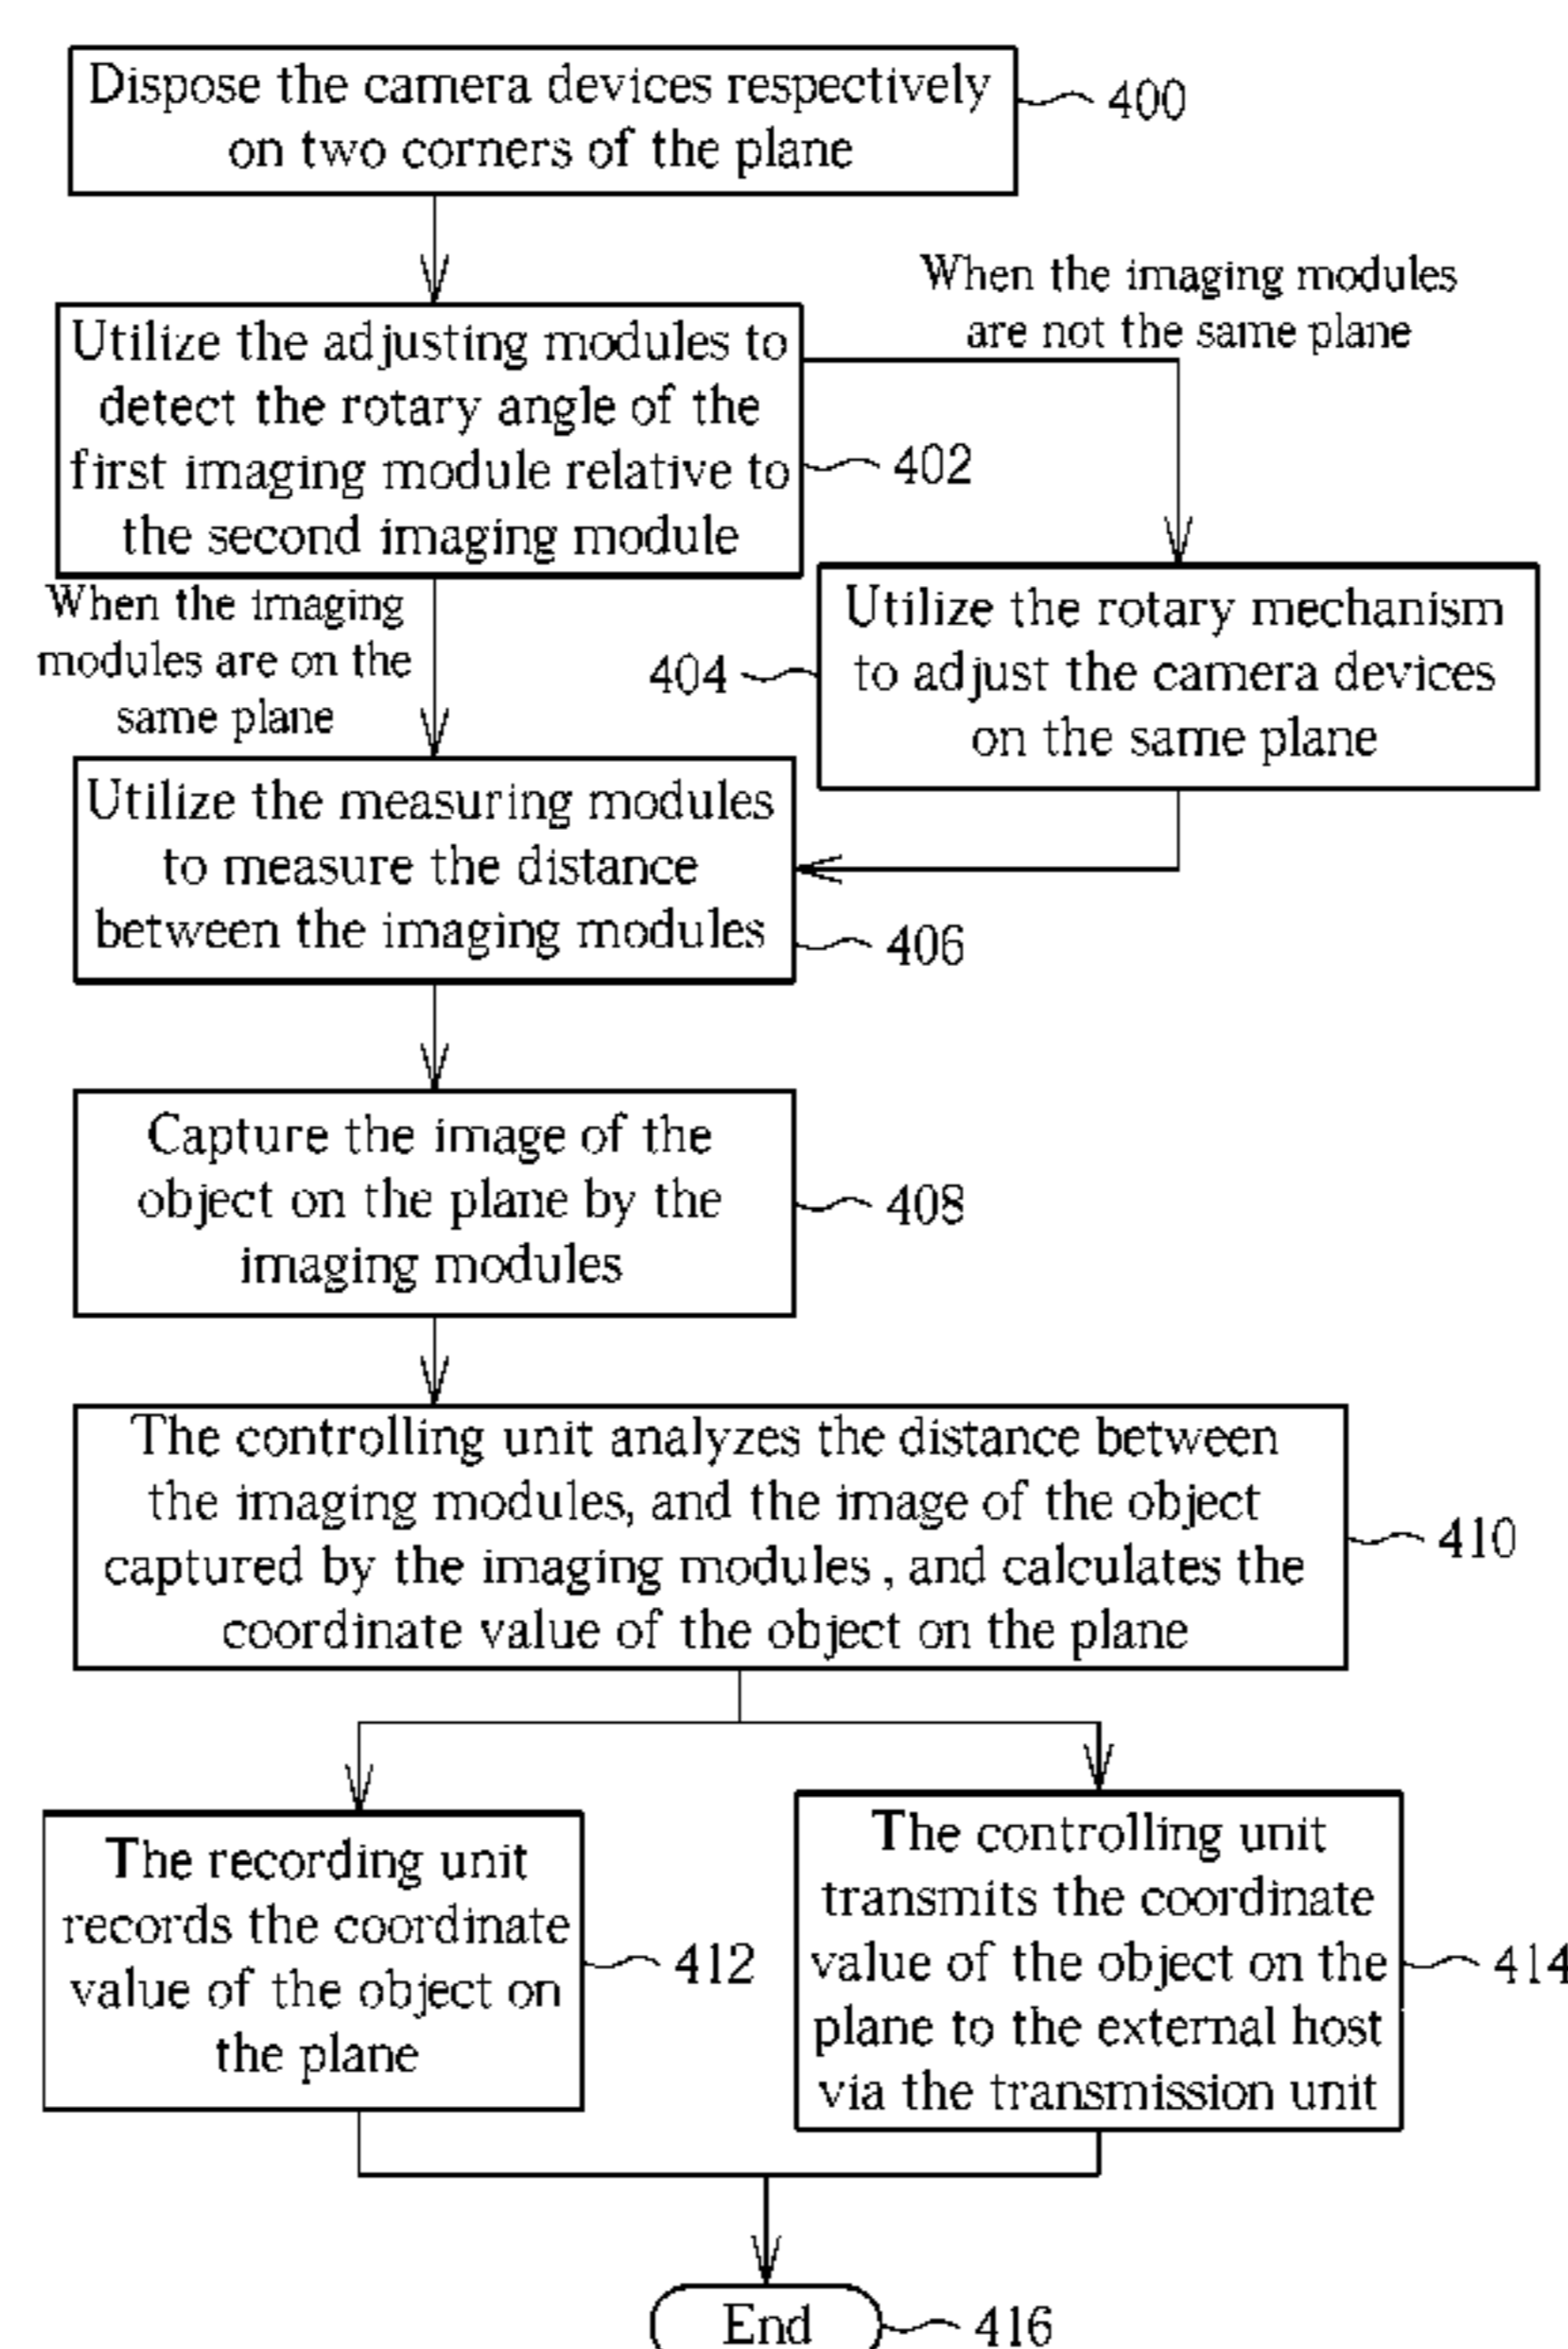 Dispose the camera devices respectively
on two corners of the plane
400
When the imaging modules
are not the same plane
Utilize the adjusting modules to
detect the rotary angle of the
first imaging module relative to
the second imaging module
402
When the imaging
modules are on the
same plane
404
Utilize the rotary mechanism
to adjust the camera devices
on the same plane
Utilize the measuring modules
to measure the distance
between the imaging modules
406
Capture the image of the
object on the plane by the
imaging modules
408
The controlling unit analyzes the distance between
the imaging modules, and the image of the object
captured by the imaging modules , and calculates the
coordinate value of the object on the plane
410
The recording unit
records the coordinate
value of the object on
the plane
412
The controlling unit
transmits the coordinate
value of the object on the
plane to the external host
via the transmission unit
414
End
416